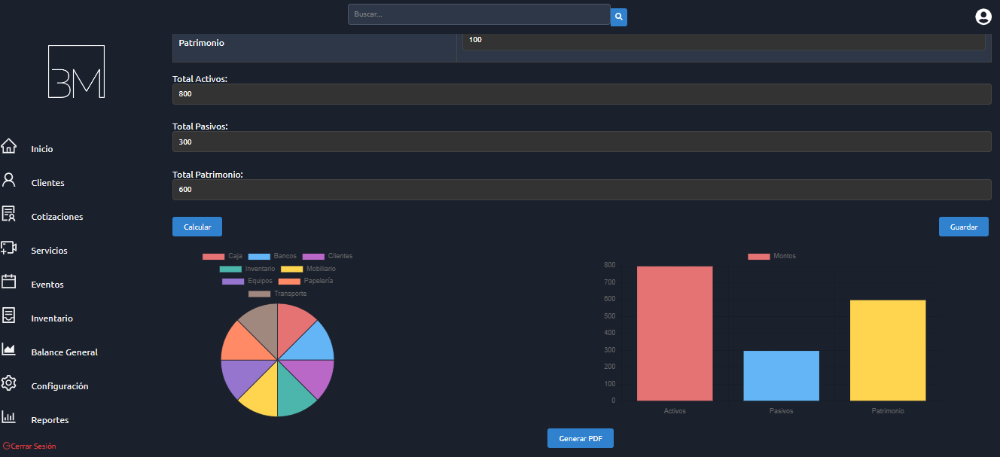 Buscar...
Patrimonio
100
3M
Total Activos:
800
Total Pasivos:
300
Total Patrimonio:
600
Calcular
Guardar
Inicio
Clientes
Cotizaciones
Servicios
Eventos
Inventario
Balance General
Configuración
Reportes
Cerrar Sesión
Caja Bancos Clientes
Inventario Mobiliario
Equipos Papelería
Transporte
Montos
800
700
600
500
400
300
200
100
0
Activos Pasivos Patrimonio
Generar PDF